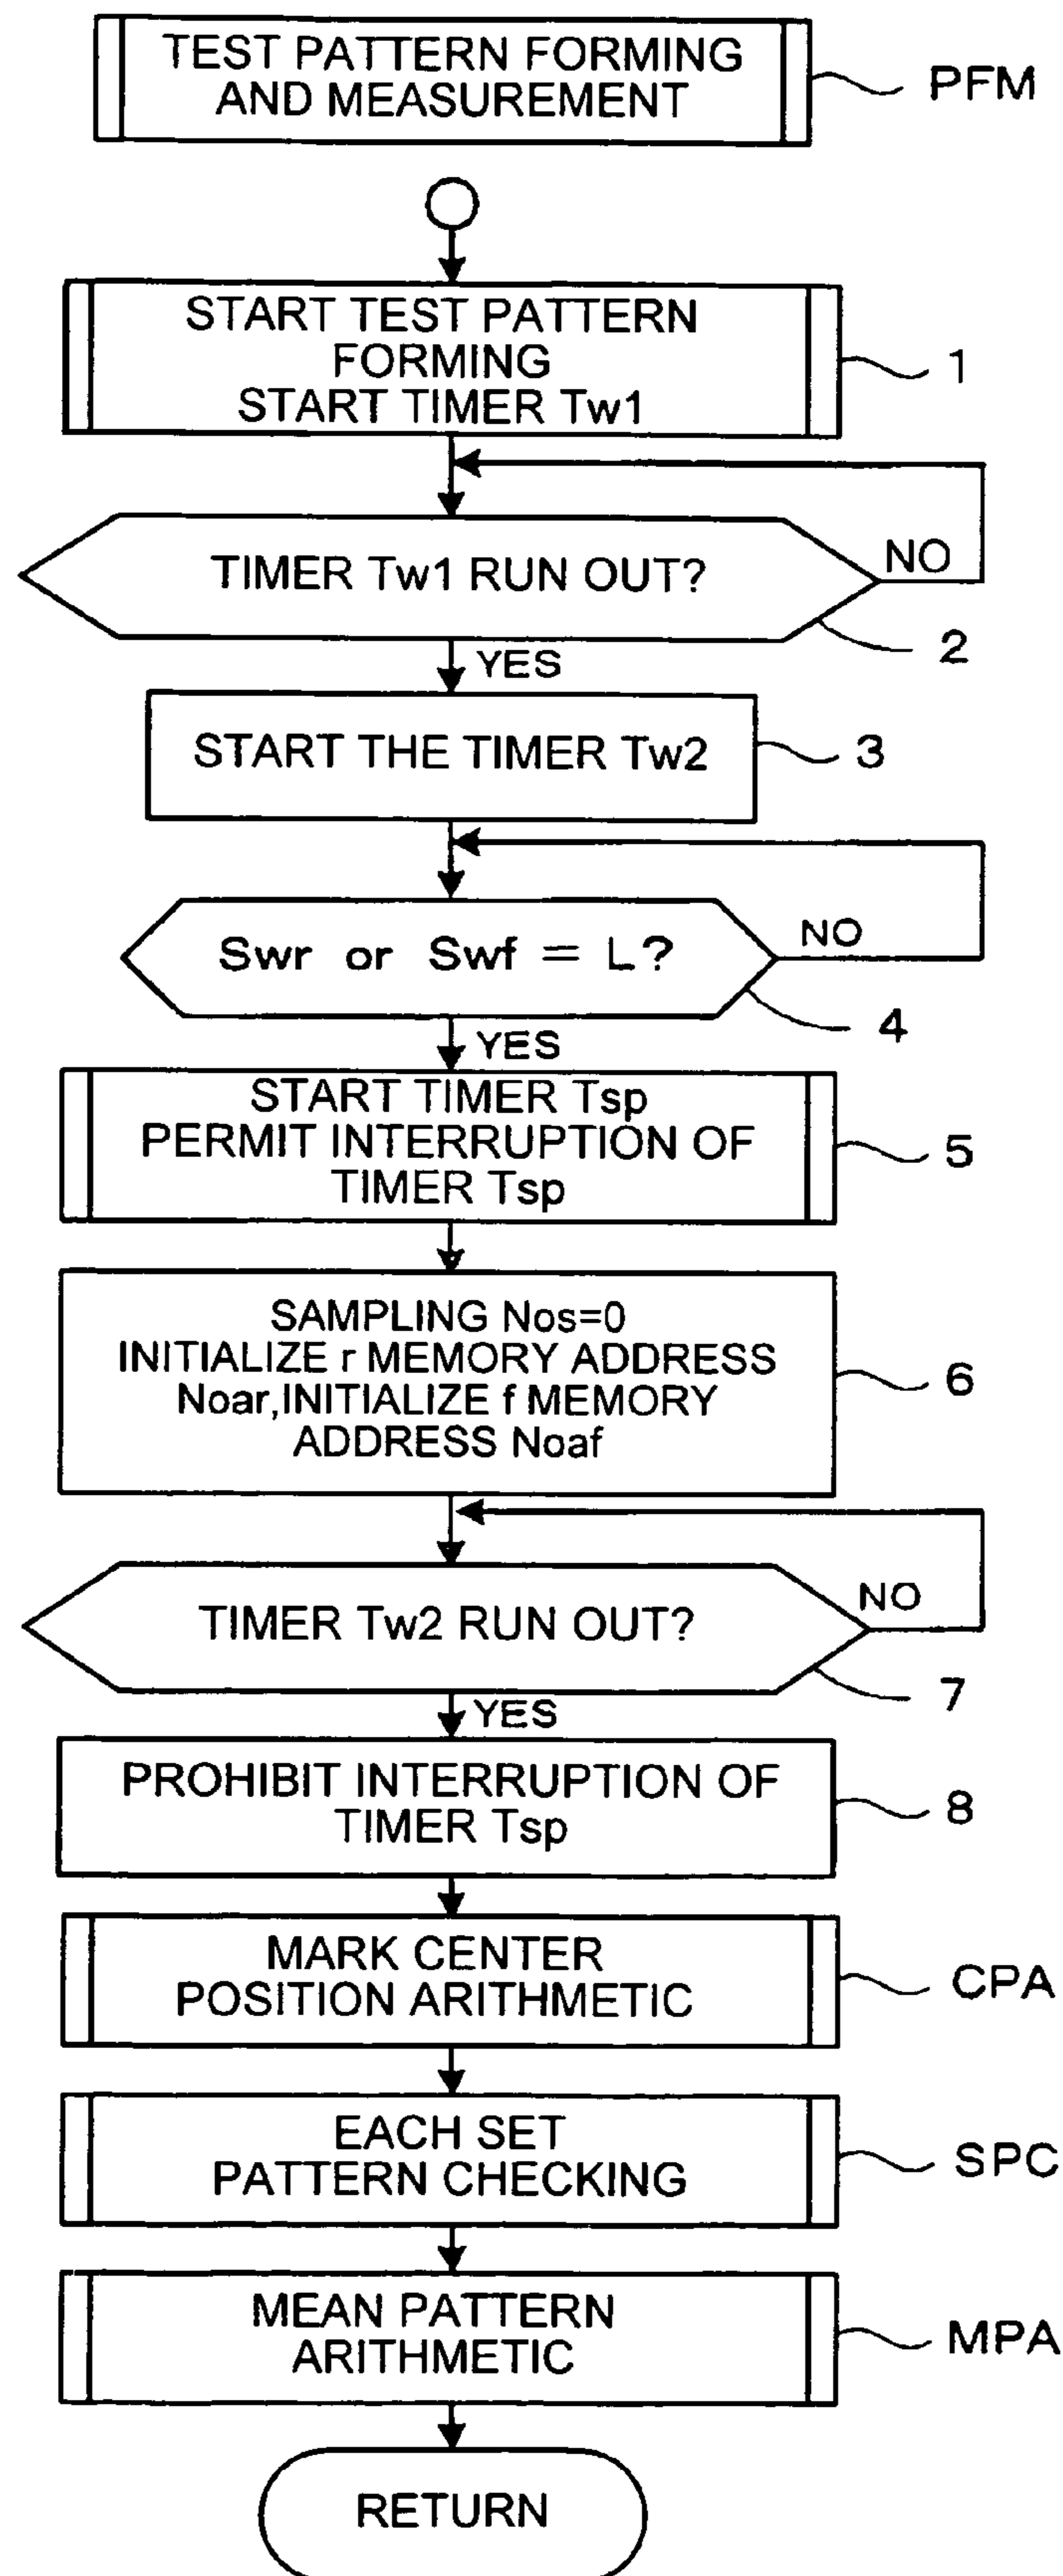 TEST PATTERN FORMING
AND MEASUREMENT
PFM
START TEST PATTERN
FORMING
START TIMER Tw1
1
TIMER Tw1 RUN OUT?
NO
2
YES
START THE TIMER Tw2
3
Swr or Swf = L?
NO
4
YES
START TIMER Tsp
PERMIT INTERRUPTION OF
TIMER Tsp
5
SAMPLING Nos=0
INITIALIZE r MEMORY ADDRESS
Noar,INITIALIZE f MEMORY
ADDRESS Noaf
6
TIMER Tw2 RUN OUT?
NO
7
YES
PROHIBIT INTERRUPTION OF
TIMER Tsp
8
MARK CENTER
POSITION ARITHMETIC
CPA
EACH SET
PATTERN CHECKING
SPC
MEAN PATTERN
ARITHMETIC
MPA
RETURN